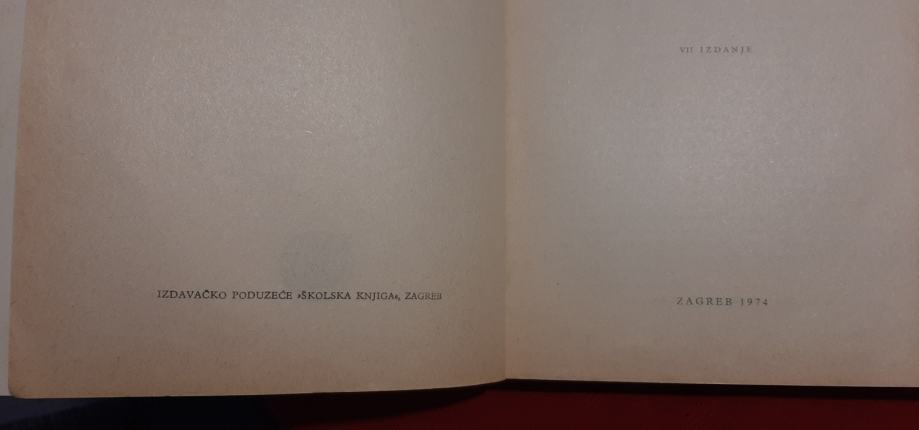 IZDAVAČKO PODUZEĆE »ŠKOLSKA KNJIGA«, ZAGREB
VII IZDANJE
ZAGREB 1974